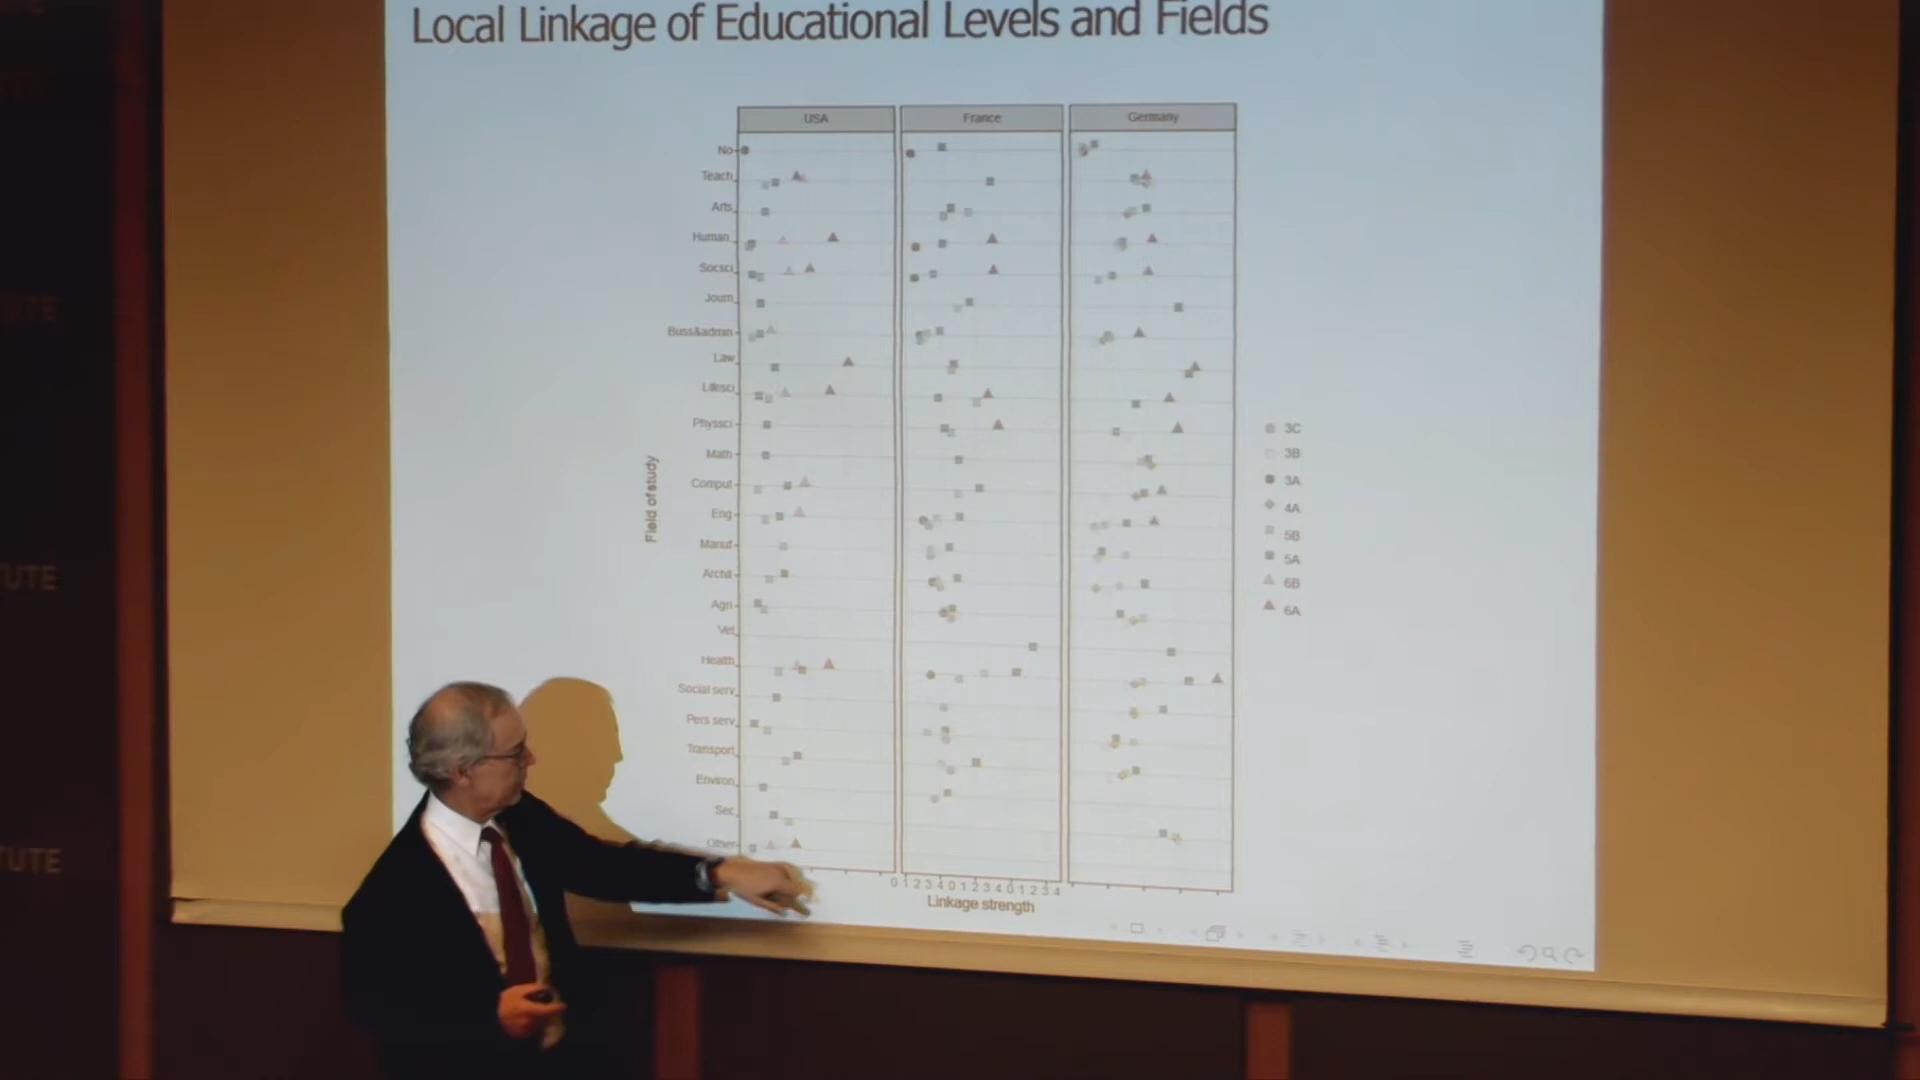 Local Linkage of Educational Levels and Fields
USA
France
Germany
No
Teach
Arts
Human
Socsci
Journ
Buss&admn
Law
Lifesci
Physsci
Math
Comput
Eng
Manuf
Archit
Agri
Vet
Health
Social serv
Pers serv
Transport
Environ
Sec
Other
Field of study
3C
3B
3A
4A
5B
5A
6B
6A
0 1 2 3 4 0 1 2 3 4 0 1 2 3 4
Linkage strength
UTE
TUTE